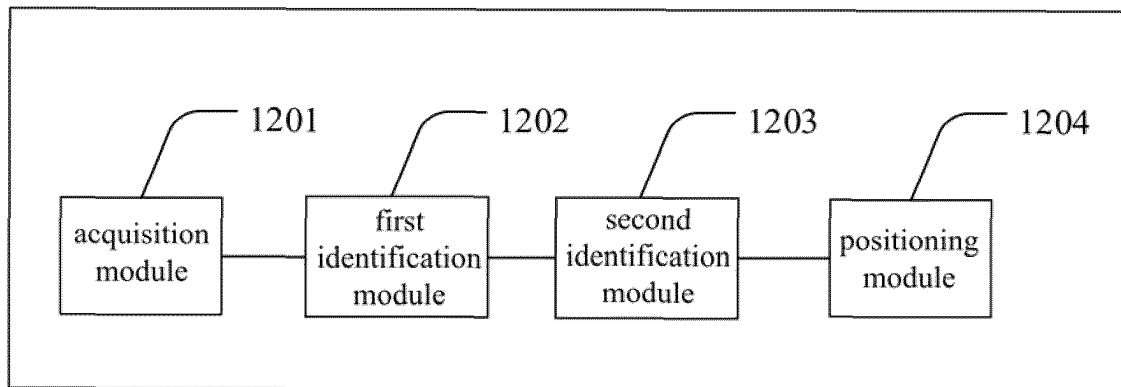 1201
1202
1203
1204
acquisition
module
first
identification
module
second
identification
module
positioning
module